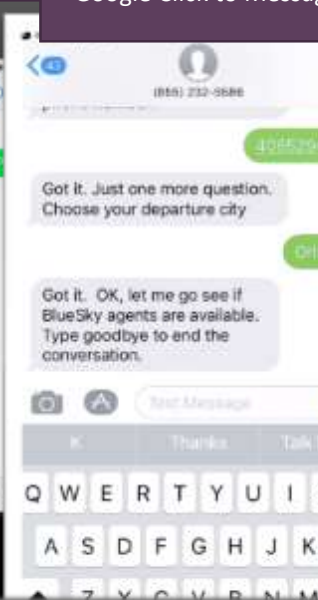 Google Click to Messag
43
(855) 232-5686
Got it. Just one more question.
Choose your departure city
Got it. OK, let me go see if
BlueSky agents are available.
Type goodbye to end the
conversation.
Text Message
K Thanks Talk
Q W E R T Y U I
A S D F G H J K
Z X C V B N M